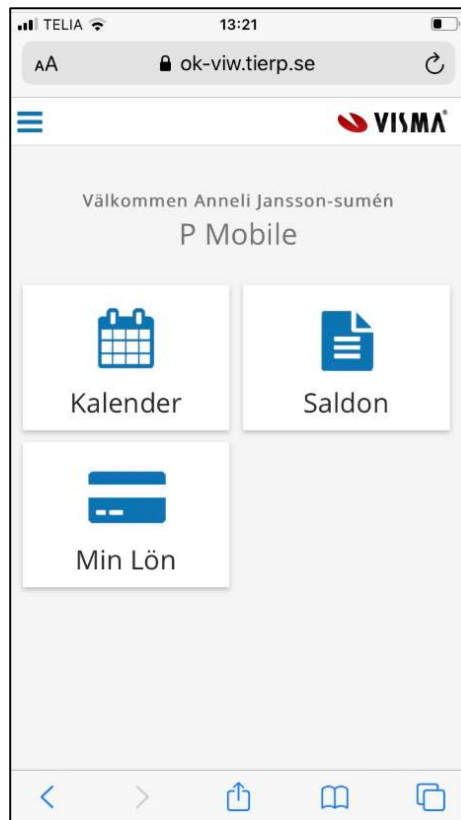 TELIA 13:21
AA ok-viw.tierp.se
VISMA
Välkommen Anneli Jansson-sumén
P Mobile
Kalender Saldon
Min Lön